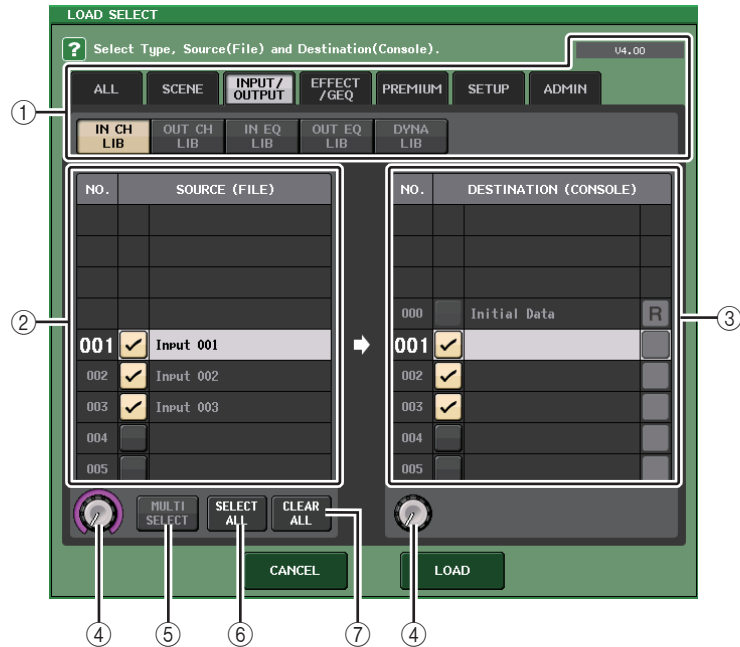 LOAD SELECT
? Select Type, Source(File) and Destination(Console).
V4.00
ALL SCENE INPUT/ OUTPUT EFFECT /GEQ PREMIUM SETUP ADMIN
①
IN CH LIB OUT CH LIB IN EQ LIB OUT EQ LIB DYNA LIB
NO. SOURCE (FILE)
NO. DESTINATION (CONSOLE)
000 Initial Data R
②
③
001 Input 001
001
002 Input 002
002
003 Input 003
003
004
004
005
005
MULTI SELECT SELECT ALL CLEAR ALL
CANCEL LOAD
④ ⑤ ⑥ ⑦ ④